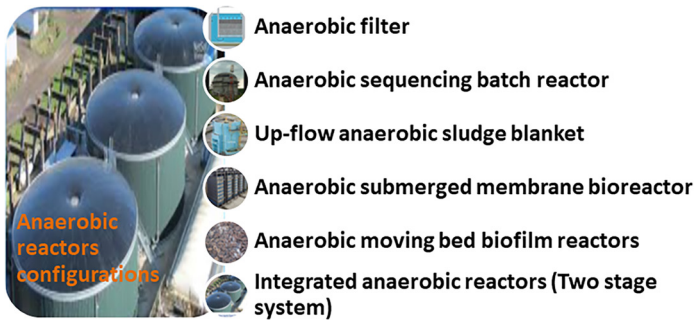 Anaerobic
reactors
configurations
Anaerobic filter
Anaerobic sequencing batch reactor
Up-flow anaerobic sludge blanket
Anaerobic submerged membrane bioreactor
Anaerobic moving bed biofilm reactors
Integrated anaerobic reactors (Two stage
system)